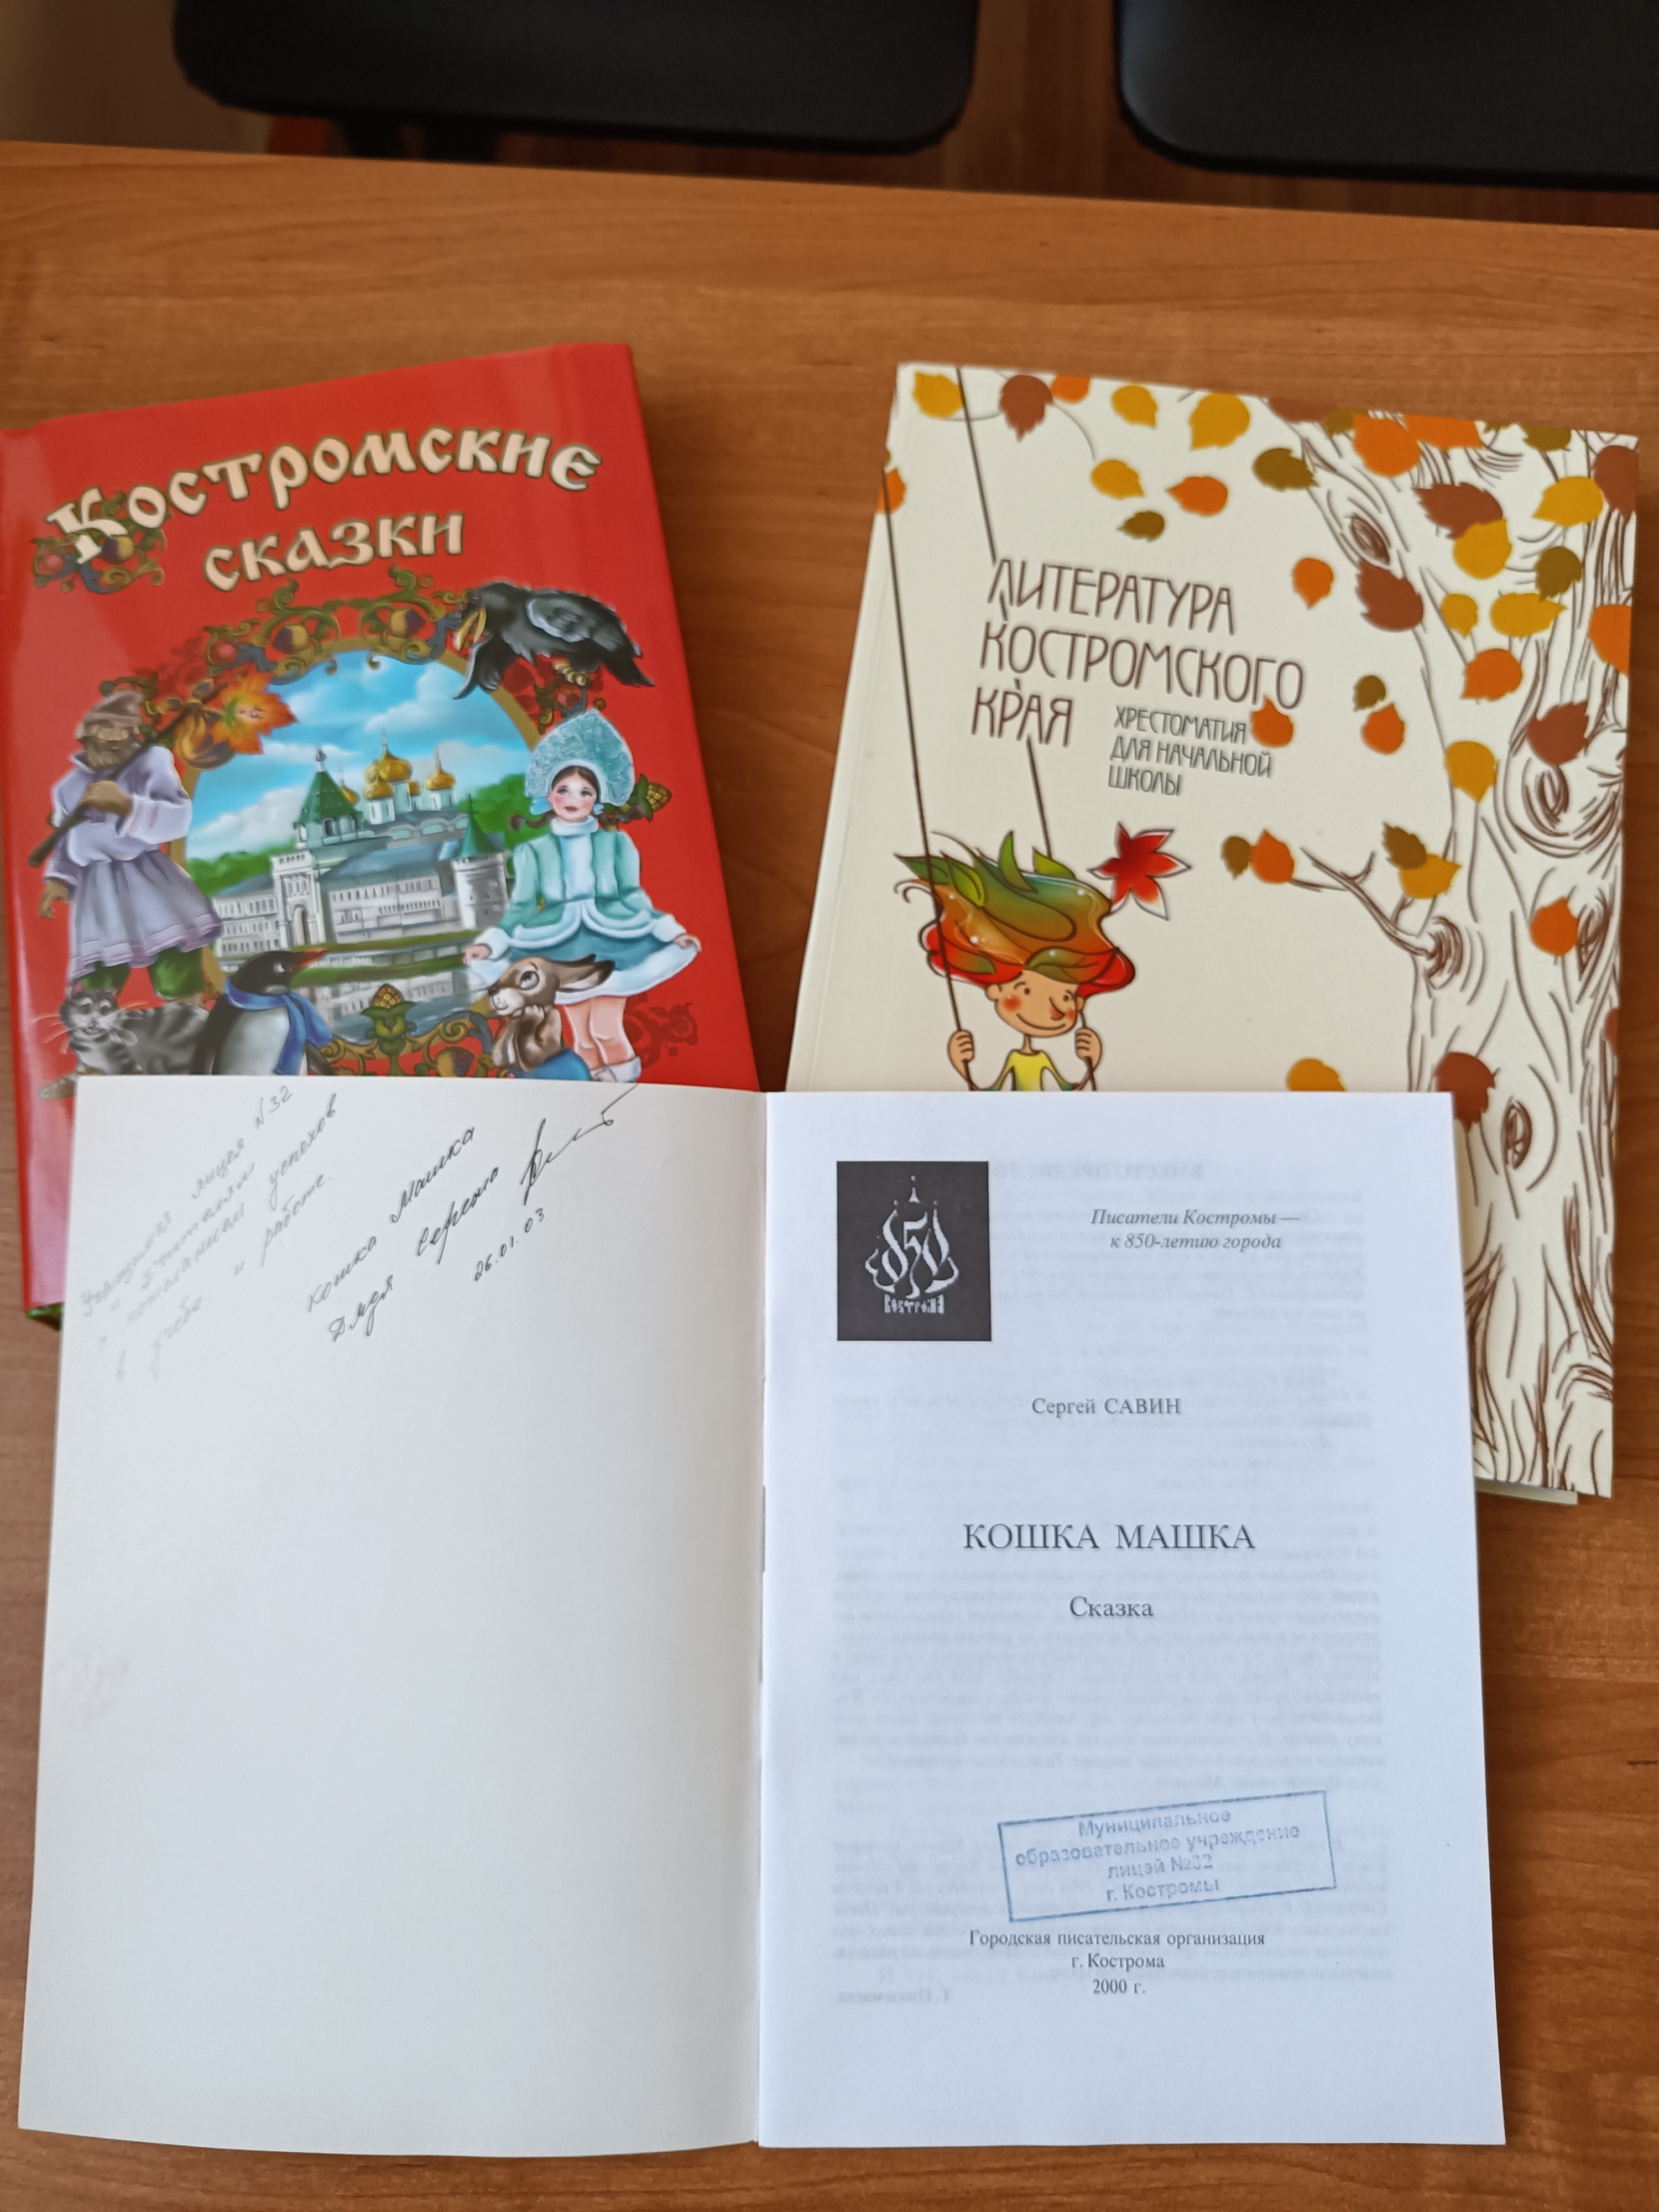 Костромские
сказки
ЛИТЕРАТУРА
КОСТРОМСКОГО
КРАЯ
ХРЕСТОМАТИЯ
ДЛЯ НАЧАЛЬНОЙ
ШКОЛЫ
лицея №32
и учителям
с пожеланием успехов
в учебе и работе.
Кошка Машка
Дядя Сережа
26.01.03
850
КОСТРОМА
Писатели Костромы —
к 850-летию города
Сергей САВИН
КОШКА МАШКА
Сказка
Муниципальное
образовательное учреждение
лицей №32
г. Костромы
Городская писательская организация
г. Кострома
2000 г.